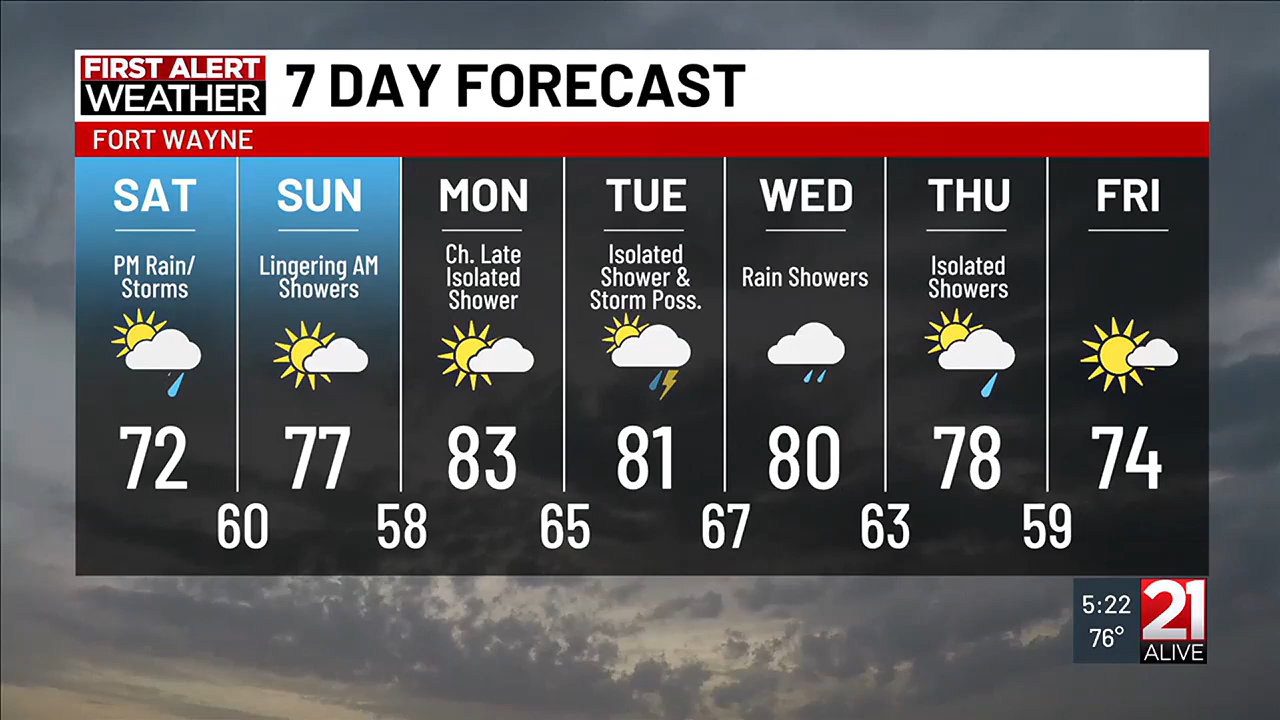 FIRST ALERT
WEATHER
7 DAY FORECAST
FORT WAYNE
SAT
PM Rain/
Storms
72
SUN
Lingering AM
Showers
77
MON
Ch. Late
Isolated
Shower
83
TUE
Isolated
Shower &
Storm Poss.
81
WED
Rain Showers
80
THU
Isolated
Showers
78
FRI
74
60
58
65
67
63
59
5:22
76°
21
ALIVE